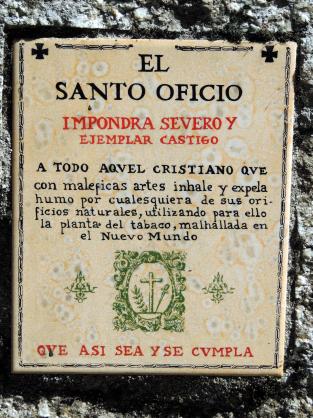 EL
SANTO OFICIO
IMPONDRA SEVERO Y
EJEMPLAR CASTIGO
A TODO AQVEL CRISTIANO QVE
con maleficas artes inhale y expela
humo por cualesquiera de sus ori-
ficios naturales, utilizando para ello
la planta del tabaco, malhallada en
el Nuevo Mundo
QVE ASI SEA Y SE CVMPLA